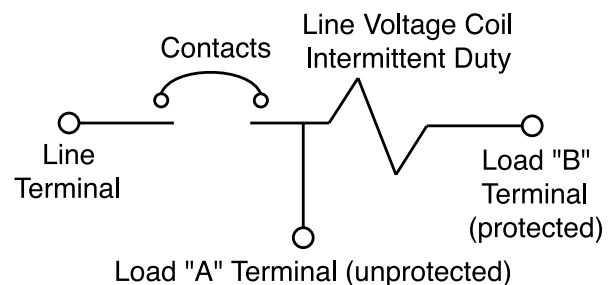 Contacts
Line Voltage Coil
Intermittent Duty
Line
Terminal
Load "B"
Terminal
(protected)
Load "A" Terminal (unprotected)